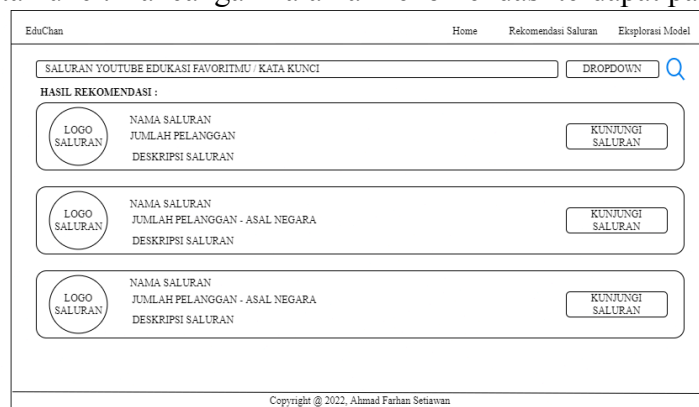 EduChan Home Rekomendasi Saluran Eksplorasi Model
SALURAN YOUTUBE EDUKASI FAVORITMU / KATA KUNCI DROPDOWN
HASIL REKOMENDASI :
LOGO SALURAN
NAMA SALURAN
JUMLAH PELANGGAN
DESKRIPSI SALURAN
KUNJUNGI
SALURAN
LOGO
SALURAN
NAMA SALURAN
JUMLAH PELANGGAN - ASAL NEGARA
DESKRIPSI SALURAN
KUNJUNGI
SALURAN
LOGO
SALURAN
NAMA SALURAN
JUMLAH PELANGGAN - ASAL NEGARA
DESKRIPSI SALURAN
KUNJUNGI
SALURAN
Copyright @ 2022, Ahmad Farhan Setiawan